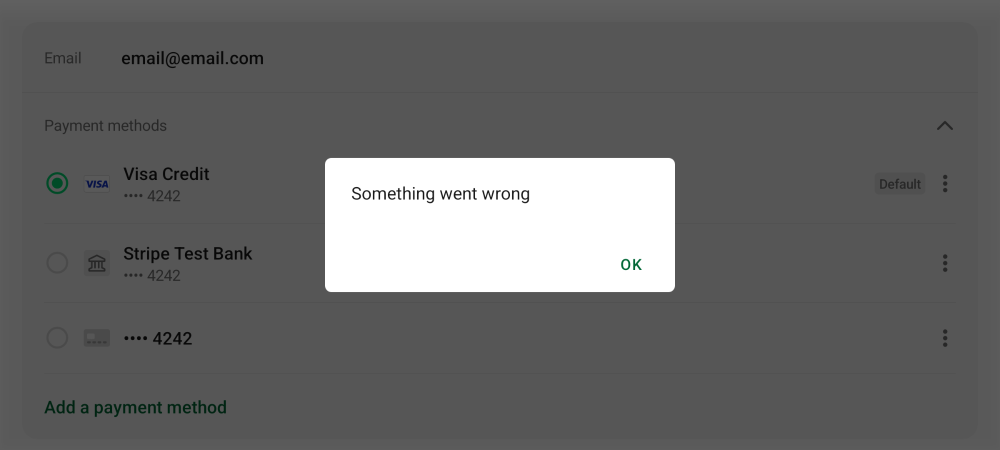 Email email@email.com
Payment methods
VISA Visa Credit
•••• 4242
Default
Something went wrong
OK
Stripe Test Bank
•••• 4242
•••• 4242
Add a payment method